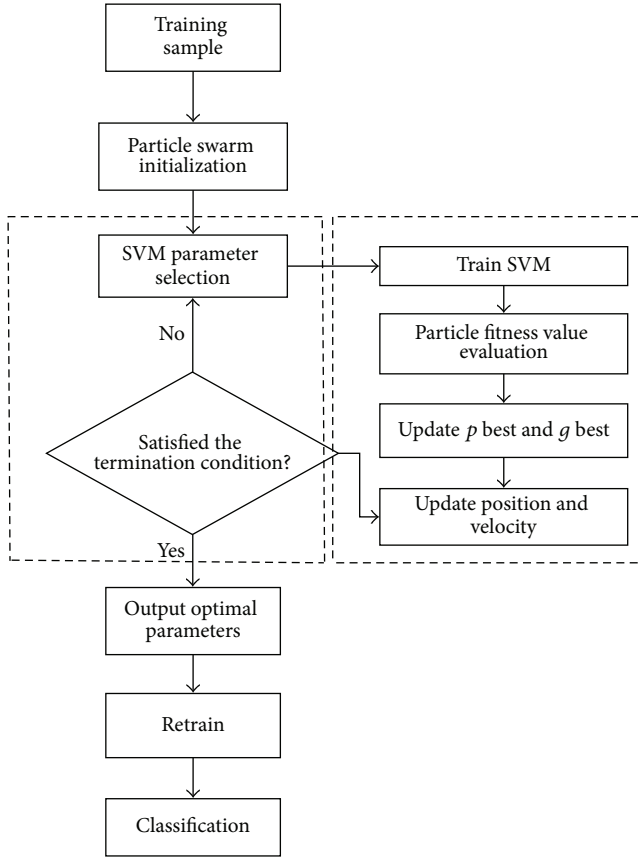 Training
sample
Particle swarm
initialization
SVM parameter
selection
Train SVM
No
Particle fitness value
evaluation
Update p best and g best
Satisfied the
termination condition?
Update position and
velocity
Yes
Output optimal
parameters
Retrain
Classification